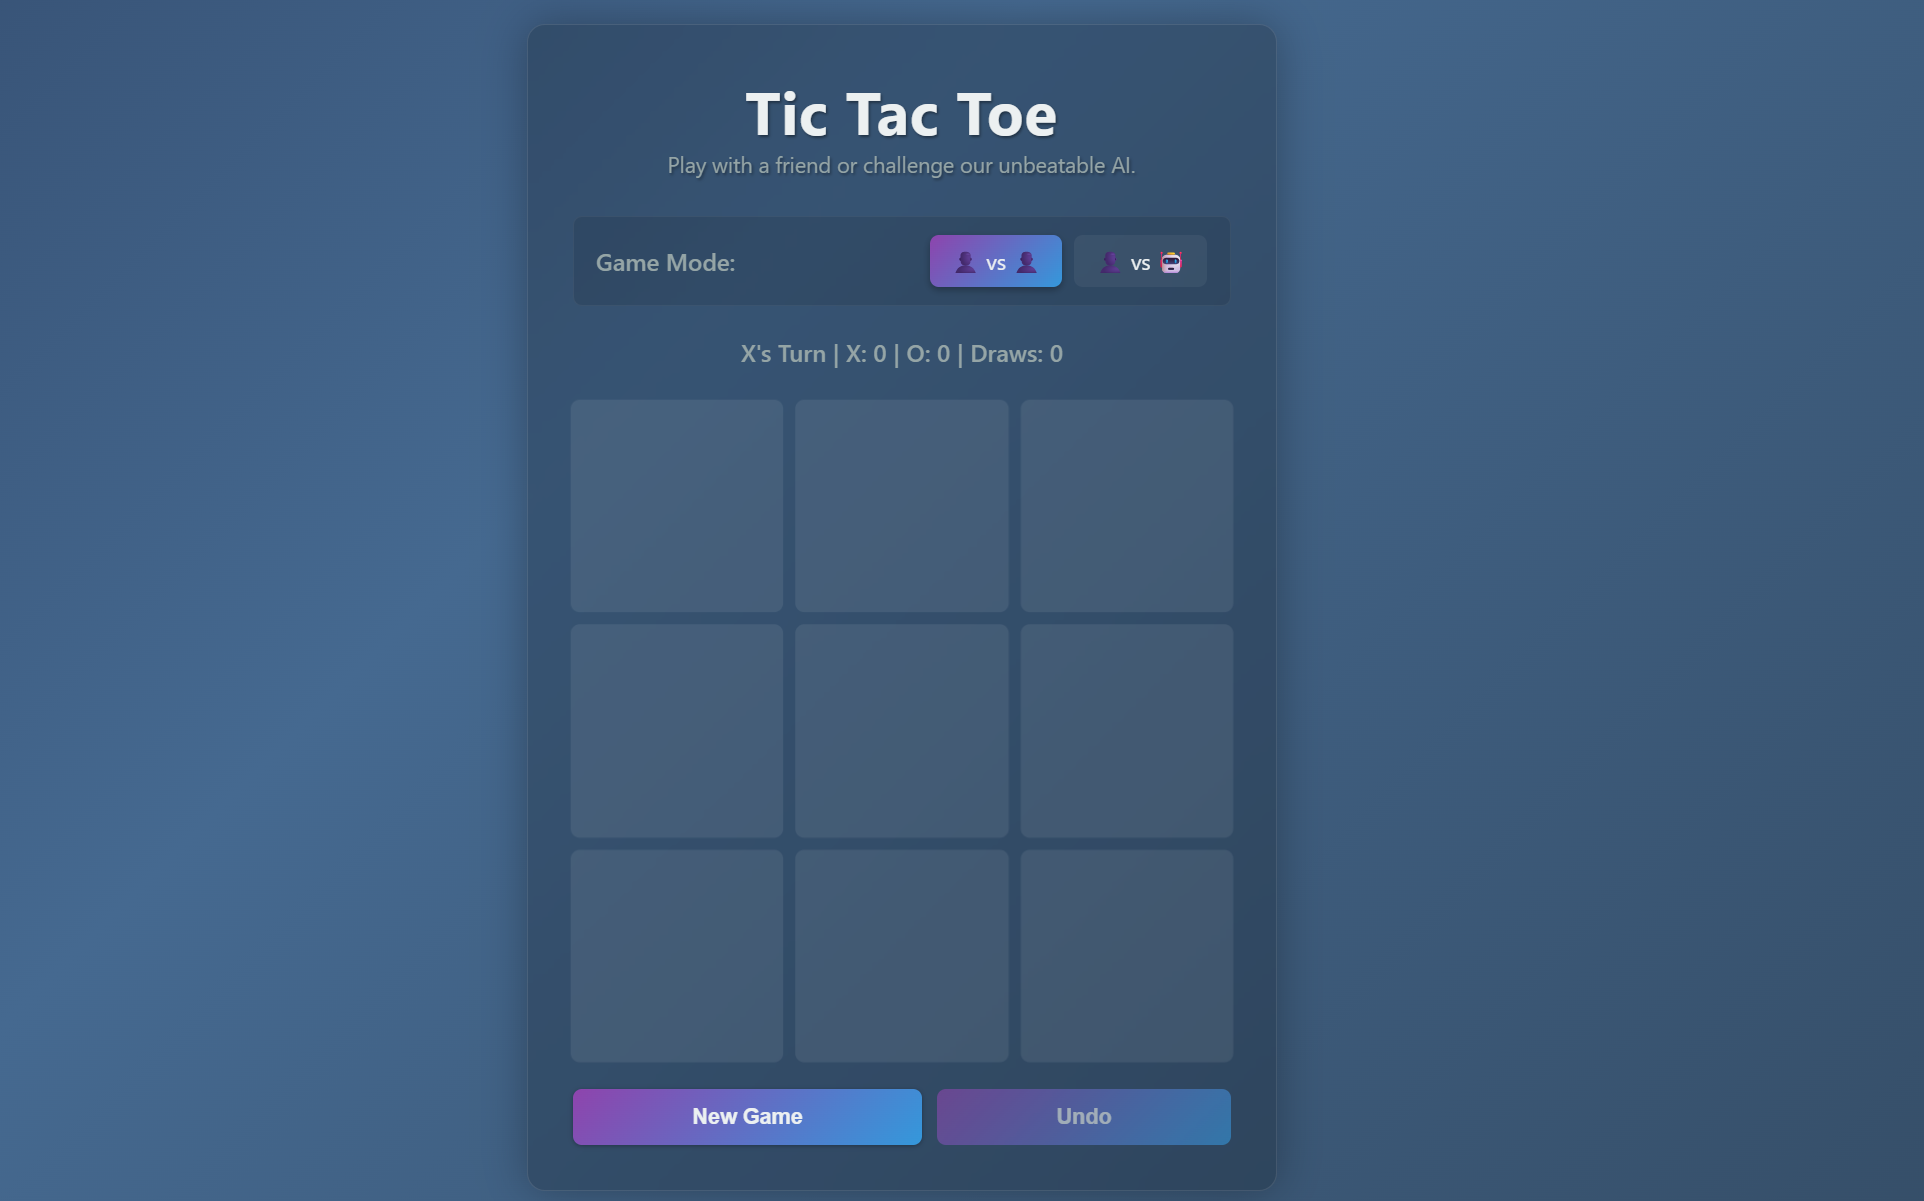 Tic Tac Toe
Play with a friend or challenge our unbeatable AI.
Game Mode:
vs
vs
X's Turn | X: 0 | O: 0 | Draws: 0
New Game
Undo